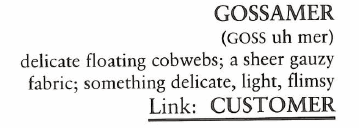 GOSSAMER
(GOSS uh mer)
delicate floating cobwebs; a sheer gauzy
fabric; something delicate, light, flimsy
Link: CUSTOMER